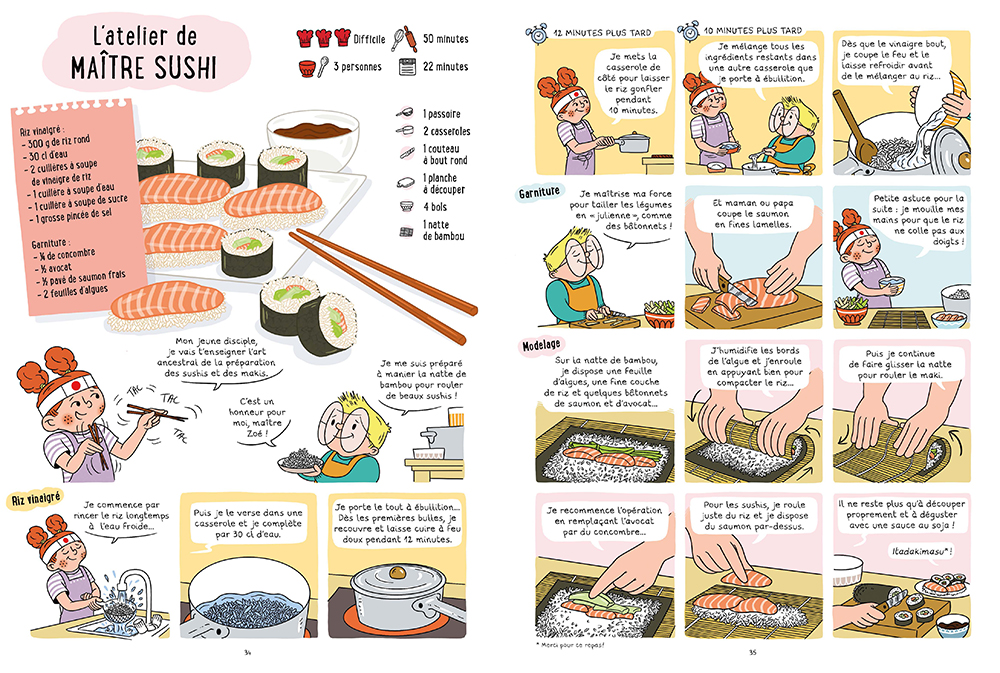 L'atelier de
MAÎTRE SUSHI
Difficile
50 minutes
3 personnes
22 minutes
Riz vinaigré :
- 300 g de riz rond
- 30 cl d'eau
- 2 cuillères à soupe
de vinaigre de riz
- 1 cuillère à soupe d'eau
- 1 cuillère à soupe de sucre
- 1 grosse pincée de sel
Garniture :
- ¼ de concombre
- ½ avocat
- ½ pavé de saumon frais
- 2 feuilles d'algues
1 passoire
2 casseroles
1 couteau
à bout rond
1 planche
à découper
4 bols
1 natte
de bambou
Mon jeune disciple,
je vais t'enseigner l'art
ancestral de la préparation
des sushis et des makis.
TAC
TAC
TAC
C'est un
honneur pour
moi, maître
Zoé !
Je me suis préparé
à manier la natte de
bambou pour rouler
de beaux sushis !
Riz vinaigré
Je commence par
rincer le riz longtemps
à l'eau froide...
Puis je le verse dans une
casserole et je complète
par 30 cl d'eau.
Je porte le tout à ébullition...
Dès les premières bulles, je
recouvre et laisse cuire à feu
doux pendant 12 minutes.
34
12 MINUTES PLUS TARD
Je mets la
casserole de
côté pour laisser
le riz gonfler
pendant
10 minutes.
10 MINUTES PLUS TARD
Je mélange tous les
ingrédients restants dans
une autre casserole que
je porte à ébullition.
Dès que le vinaigre bout,
je coupe le feu et le
laisse refroidir avant
de le mélanger au riz...
Garniture
Je maîtrise ma force
pour tailler les légumes
en « julienne », comme
des bâtonnets !
Et maman ou papa
coupe le saumon
en fines lamelles.
Petite astuce pour la
suite : je mouille mes
mains pour que le riz
ne colle pas aux
doigts !
Modelage
Sur la natte de bambou,
je dispose une feuille
d'algues, une fine couche
de riz et quelques bâtonnets
de saumon et d'avocat...
J'humidifie les bords
de l'algue et j'enroule
en appuyant bien pour
compacter le riz...
Puis je continue
de faire glisser la natte
pour rouler le maki.
Je recommence l'opération
en remplaçant l'avocat
par du concombre...
Pour les sushis, je roule
juste du riz et je dispose
du saumon par-dessus.
Il ne reste plus qu'à découper
proprement et à déguster
avec une sauce au soja !
Itadakimasu* !
* Merci pour ce repas!
35